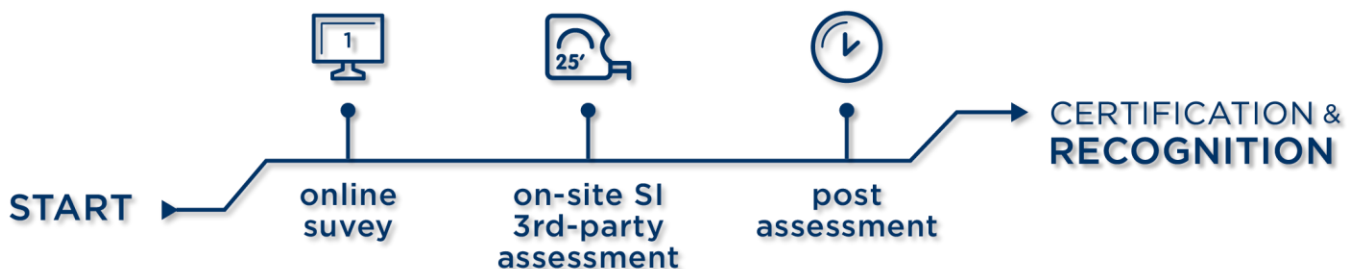 1
25′
CERTIFICATION &
RECOGNITION
START
online
suvey
on-site SI
3rd-party
assessment
post
assessment